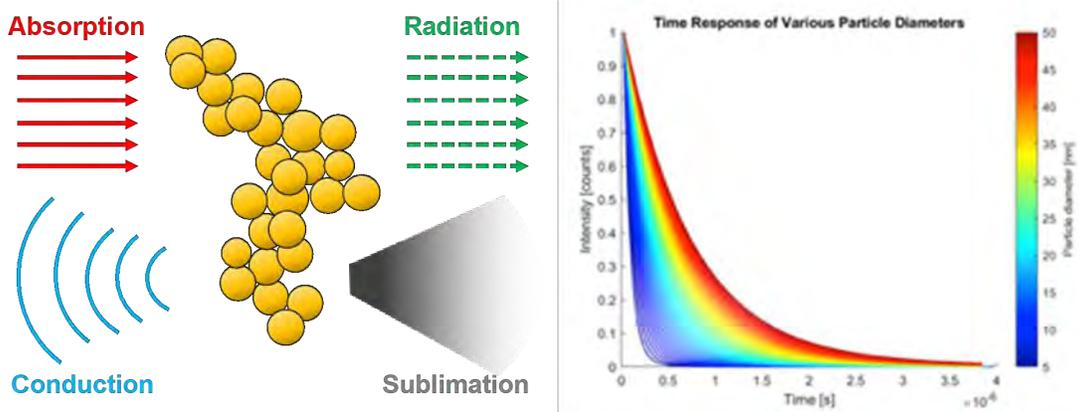 Absorption
Radiation
Conduction
Sublimation
Time Response of Various Particle Diameters
Intensity [counts]
1
0.9
0.8
0.7
0.6
0.5
0.4
0.3
0.2
0.1
0
0 0.5 1 1.5 2 2.5 3 3.5 4
Time [s]
×10⁻⁶
50
45
40
35
30
25
20
15
10
5
Particle diameter [nm]